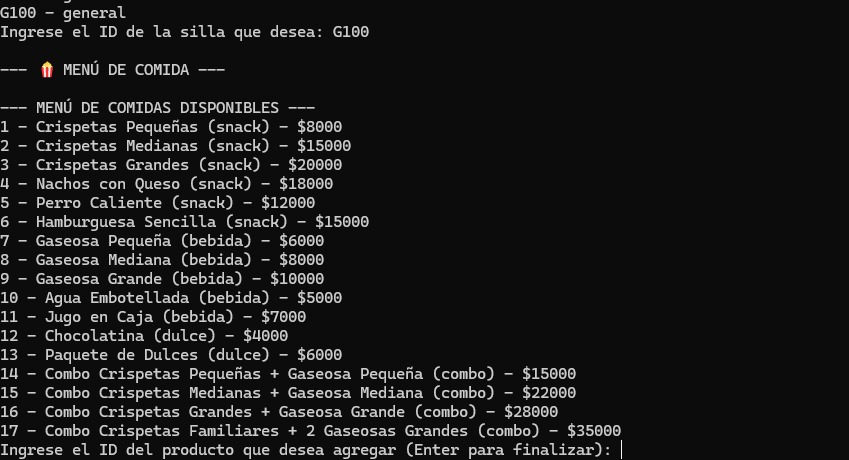 G100 - general
Ingrese el ID de la silla que desea: G100
--- 🍿 MENÚ DE COMIDA ---
--- MENÚ DE COMIDAS DISPONIBLES ---
1 - Crispetas Pequeñas (snack) - $8000
2 - Crispetas Medianas (snack) - $15000
3 - Crispetas Grandes (snack) - $20000
4 - Nachos con Queso (snack) - $18000
5 - Perro Caliente (snack) - $12000
6 - Hamburguesa Sencilla (snack) - $15000
7 - Gaseosa Pequeña (bebida) - $6000
8 - Gaseosa Mediana (bebida) - $8000
9 - Gaseosa Grande (bebida) - $10000
10 - Agua Embotellada (bebida) - $5000
11 - Jugo en Caja (bebida) - $7000
12 - Chocolatina (dulce) - $4000
13 - Paquete de Dulces (dulce) - $6000
14 - Combo Crispetas Pequeñas + Gaseosa Pequeña (combo) - $15000
15 - Combo Crispetas Medianas + Gaseosa Mediana (combo) - $22000
16 - Combo Crispetas Grandes + Gaseosa Grande (combo) - $28000
17 - Combo Crispetas Familiares + 2 Gaseosas Grandes (combo) - $35000
Ingrese el ID del producto que desea agregar (Enter para finalizar):